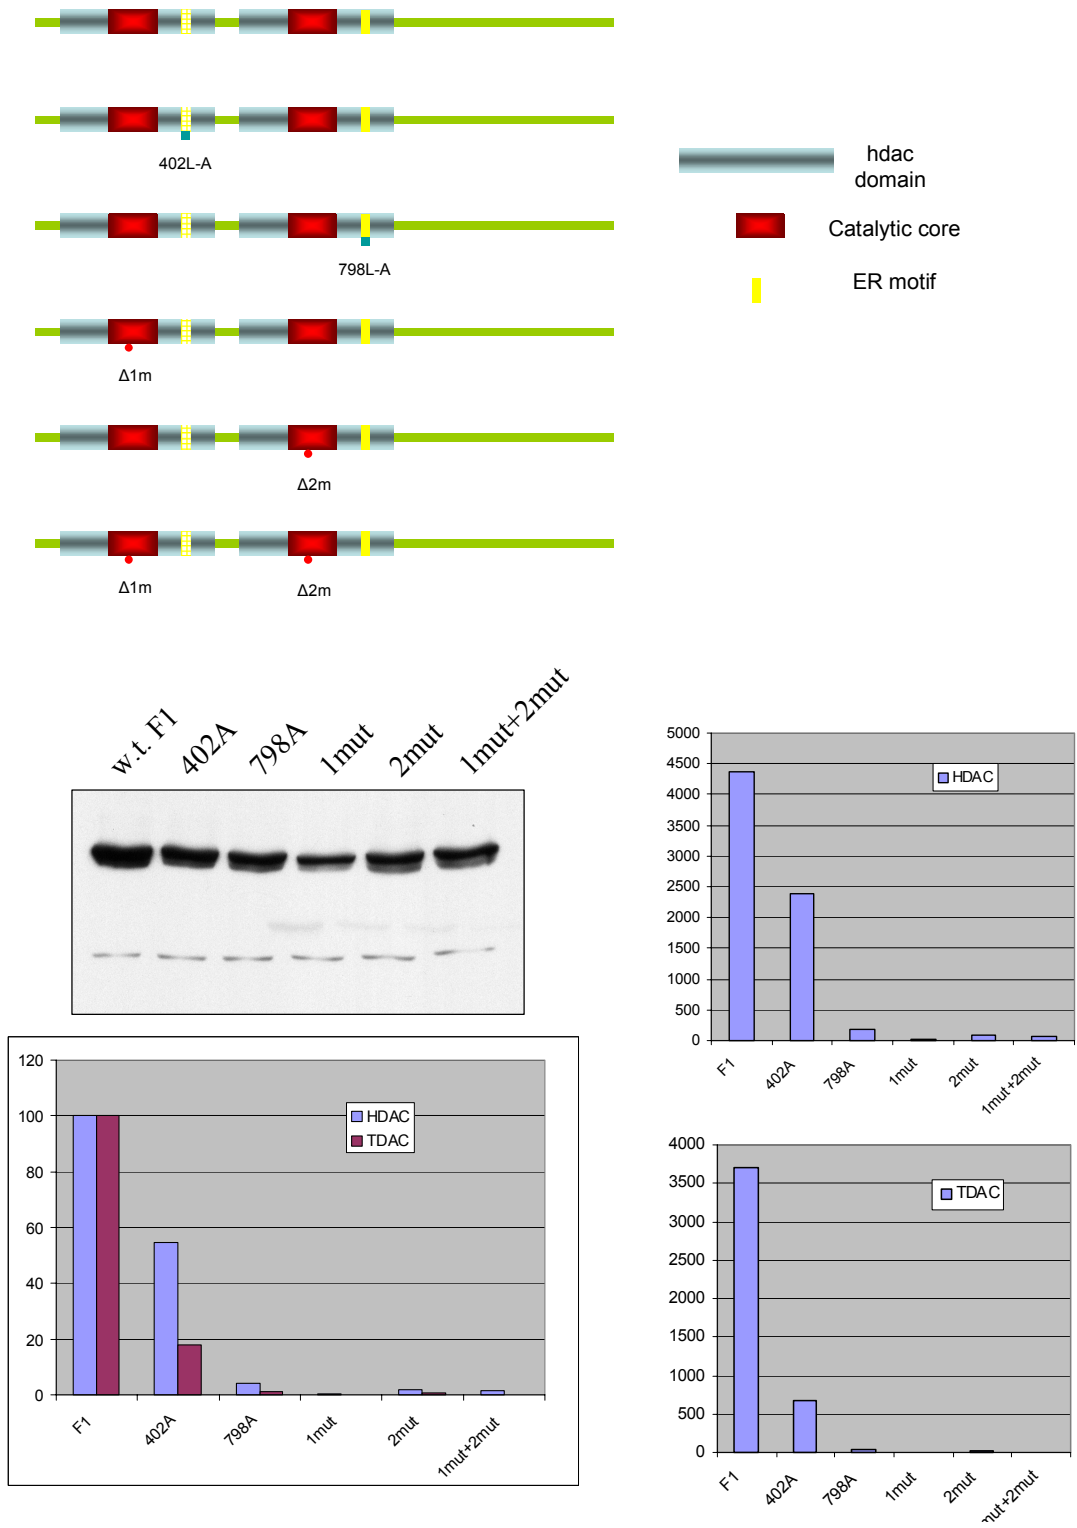 402L-A
798L-A
Δ1m
Δ2m
Δ1m
Δ2m
hdac
domain
Catalytic core
ER motif
w.t. F1
402A
798A
1mut
2mut
1mut+2mut
5000
4500
4000
3500
3000
2500
2000
1500
1000
500
0
HDAC
F1
402A
798A
1mut
2mut
1mut+2mut
120
100
80
60
40
20
0
HDAC
TDAC
F1
402A
798A
1mut
2mut
1mut+2mut
4000
3500
3000
2500
2000
1500
1000
500
0
TDAC
F1
402A
798A
1mut
2mut
mut+2mut